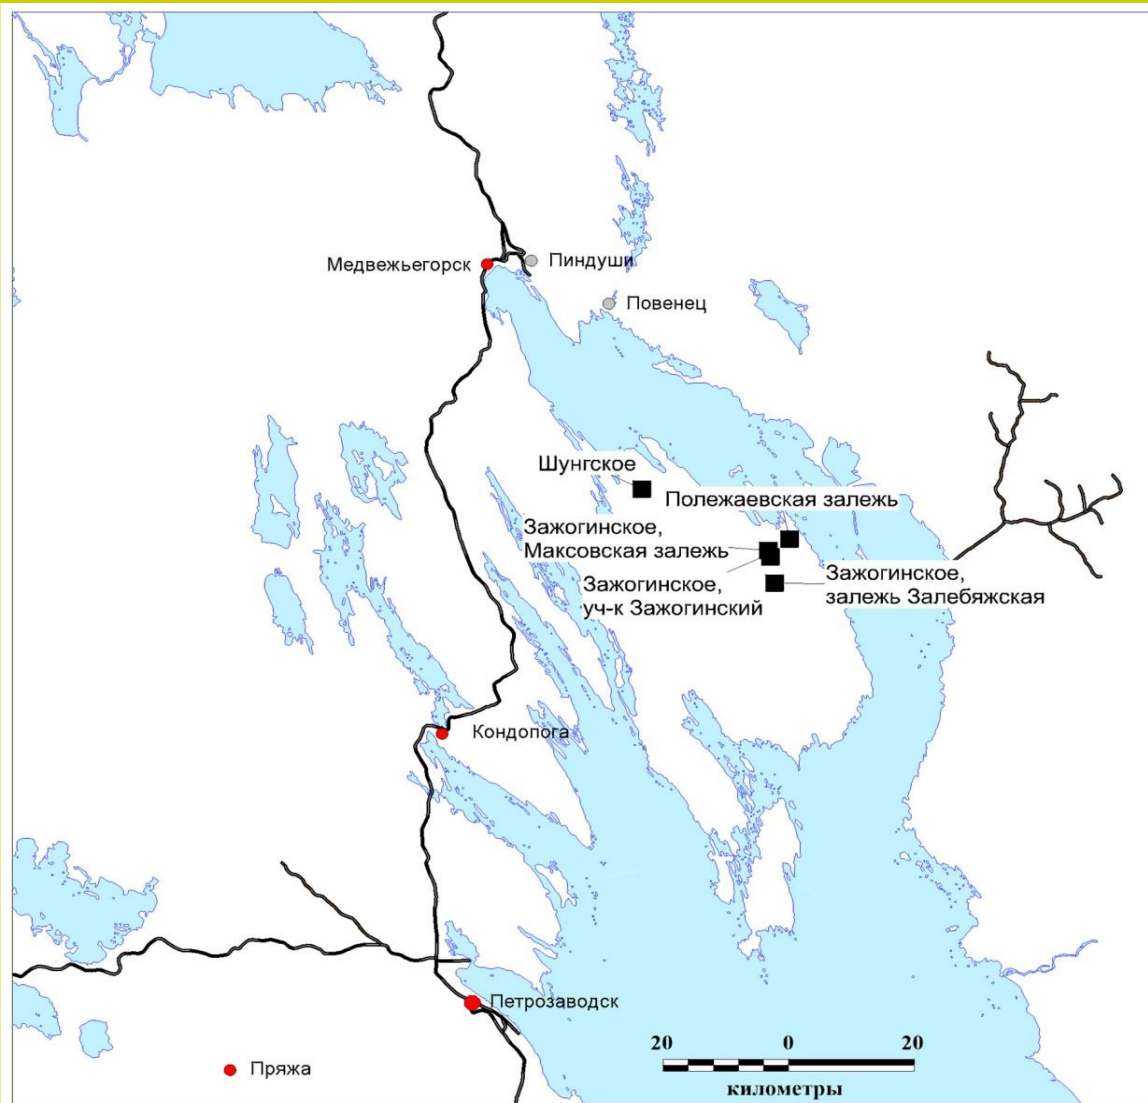 Медвежьегорск
Пиндуши
Повенец
Шунгское
Полежаевская залежь
Зажогинское,
Максовская залежь
Зажогинское,
уч-к Зажогинский
Зажогинское,
залежь Залебяжская
Кондопога
Петрозаводск
Пряжа
20 0 20
километры